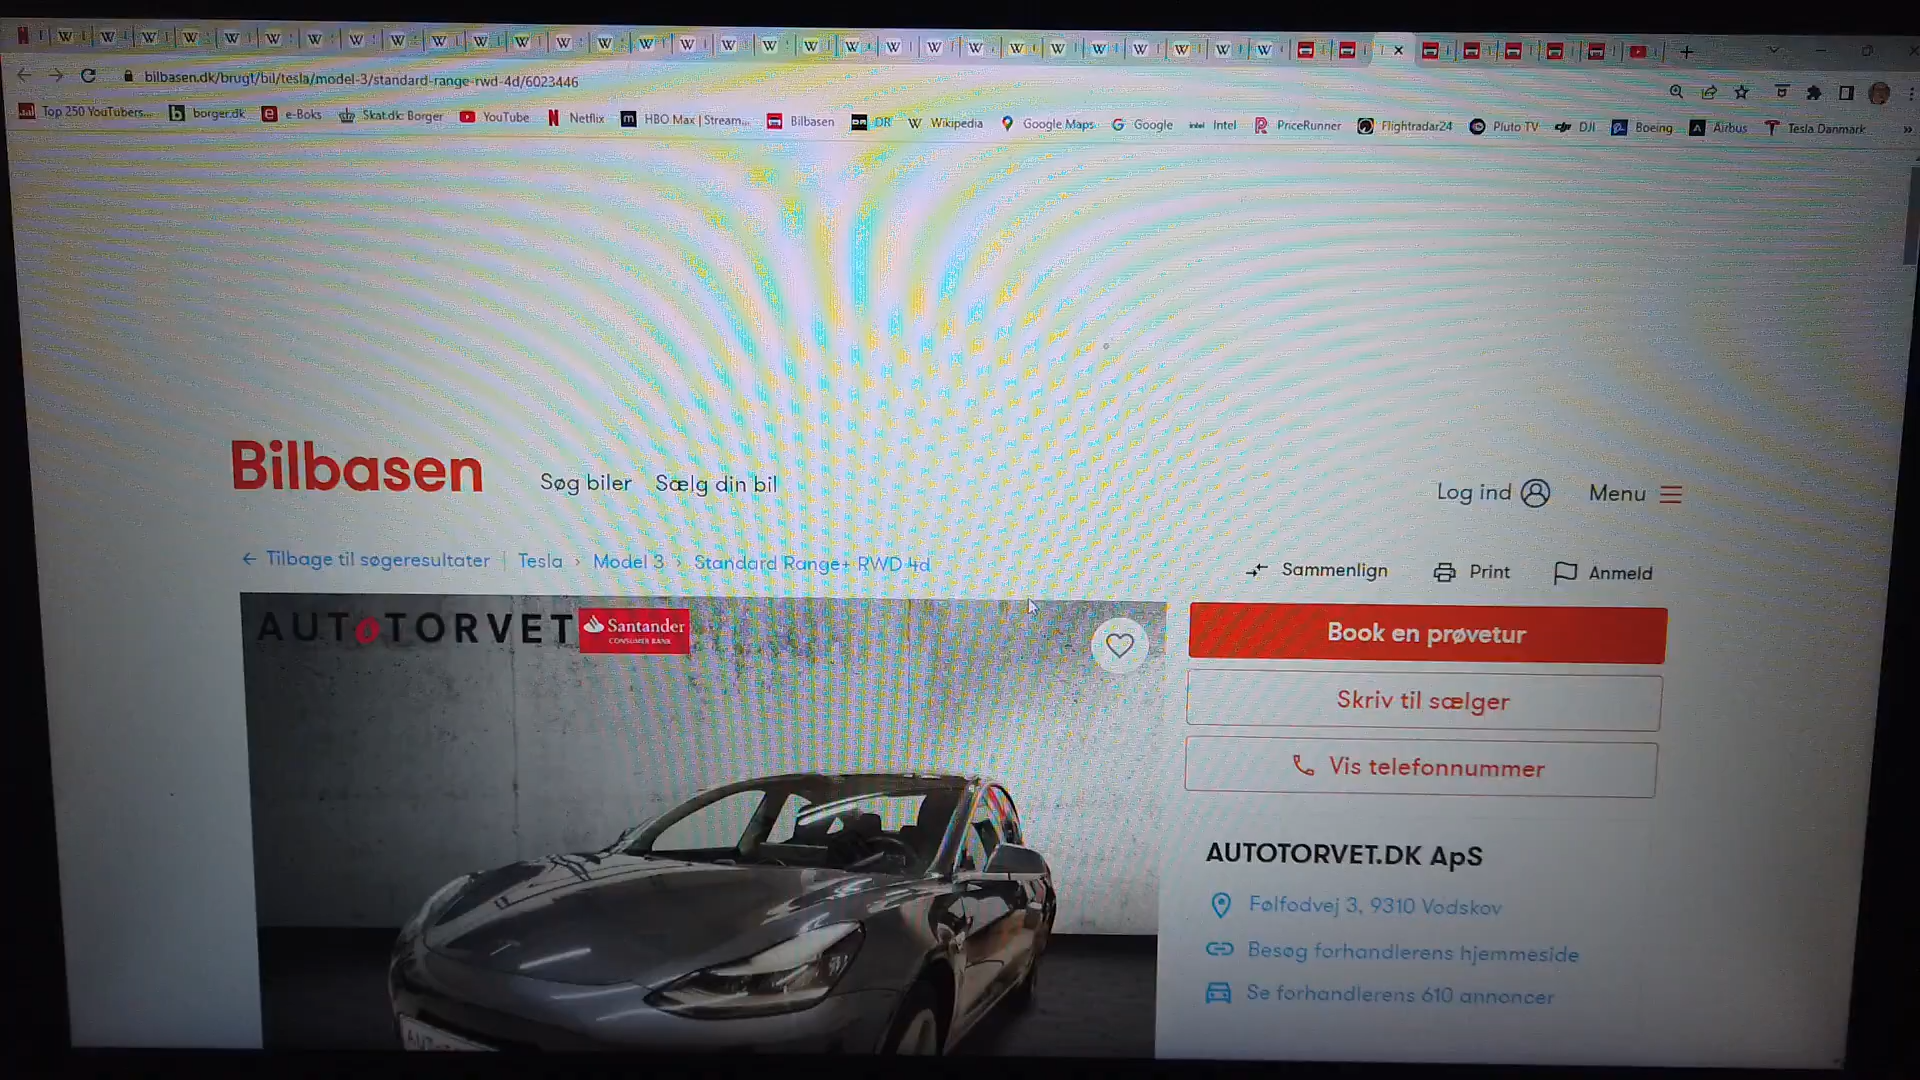 bilbasen.dk/brugt/bil/tesla/model-3/standard-range-rwd-4d/6023446
Top 250 YouTubers... borger.dk e-Boks Skat.dk: Borger YouTube Netflix HBO Max | Stream... Bilbasen DR Wikipedia Google Maps Google Intel PriceRunner Flightradar24 Pluto TV DJI Boeing Airbus Tesla Danmark »
Bilbasen Søg biler Sælg din bil Log ind Menu
← Tilbage til søgeresultater | Tesla › Model 3 › Standard Range+ RWD 4d
Sammenlign Print Anmeld
AUTOTORVET Santander
CONSUMER BANK
Book en prøvetur
Skriv til sælger
Vis telefonnummer
AUTOTORVET.DK ApS
Følfodvej 3, 9310 Vodskov
Besøg forhandlerens hjemmeside
Se forhandlerens 610 annoncer